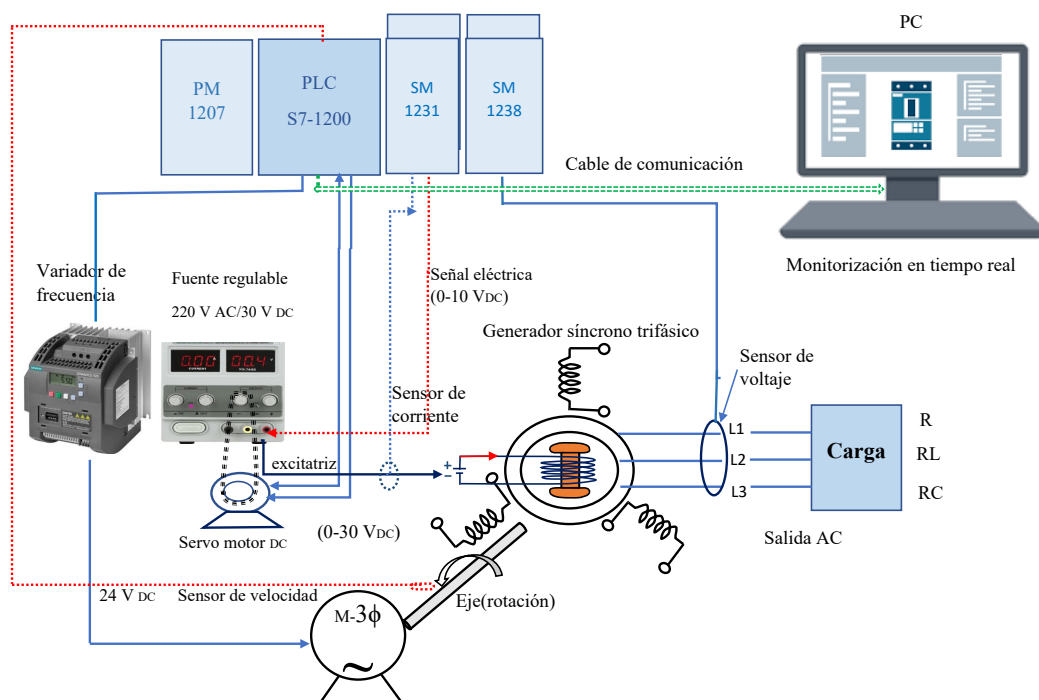 PC
PM
1207
PLC
S7-1200
SM
1231
SM
1238
Cable de comunicación
Monitorización en tiempo real
Variador de
frecuencia
Fuente regulable
220 V AC/30 V DC
Señal eléctrica
(0-10 VDC)
Generador síncrono trifásico
Sensor de
voltaje
Sensor de
corriente
L1
L2
L3
Carga
R
RL
RC
excitatriz
+
−
Servo motor DC
(0-30 VDC)
Salida AC
24 V DC
Sensor de velocidad
Eje(rotación)
M-3ϕ
~